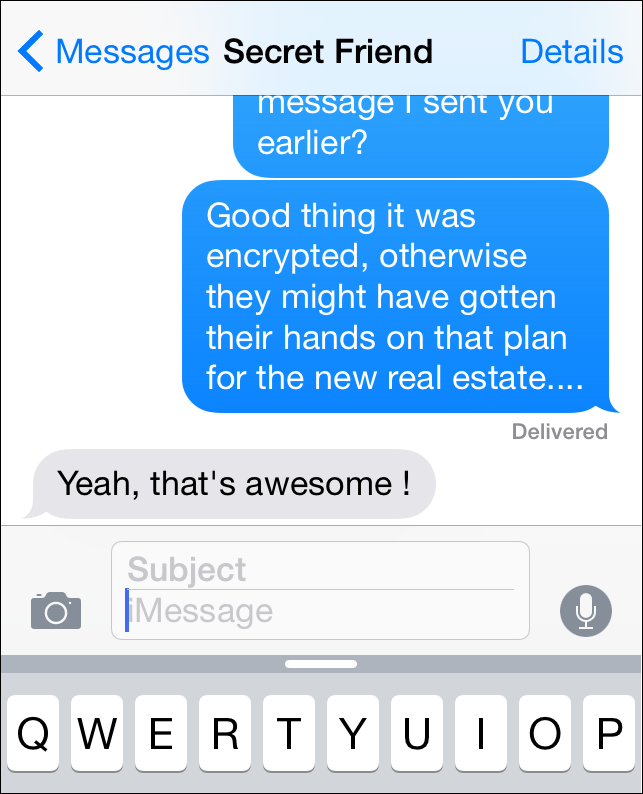 Messages Secret Friend Details
message I sent you
earlier?
Good thing it was
encrypted, otherwise
they might have gotten
their hands on that plan
for the new real estate....
Delivered
Yeah, that's awesome !
Subject
iMessage
Q W E R T Y U I O P